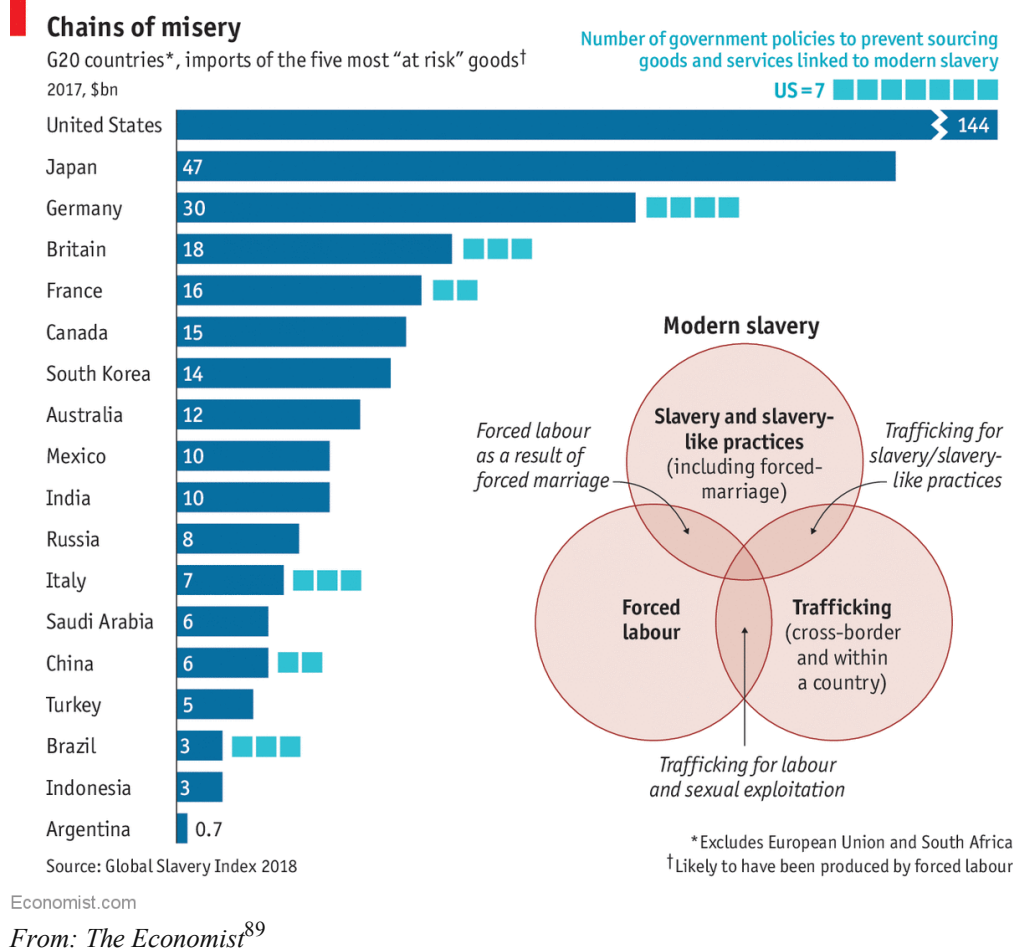 Chains of misery
G20 countries*, imports of the five most “at risk” goods†
2017, $bn
Number of government policies to prevent sourcing
goods and services linked to modern slavery
US = 7
United States 144
Japan 47
Germany 30
Britain 18
France 16
Canada 15
South Korea 14
Australia 12
Mexico 10
India 10
Russia 8
Italy 7
Saudi Arabia 6
China 6
Turkey 5
Brazil 3
Indonesia 3
Argentina 0.7
Modern slavery
Slavery and slavery-
like practices
(including forced-
marriage)
Forced labour
as a result of
forced marriage
Trafficking for
slavery/slavery-
like practices
Forced
labour
Trafficking
(cross-border
and within
a country)
Trafficking for labour
and sexual exploitation
*Excludes European Union and South Africa
†Likely to have been produced by forced labour
Source: Global Slavery Index 2018
Economist.com
From: The Economist89